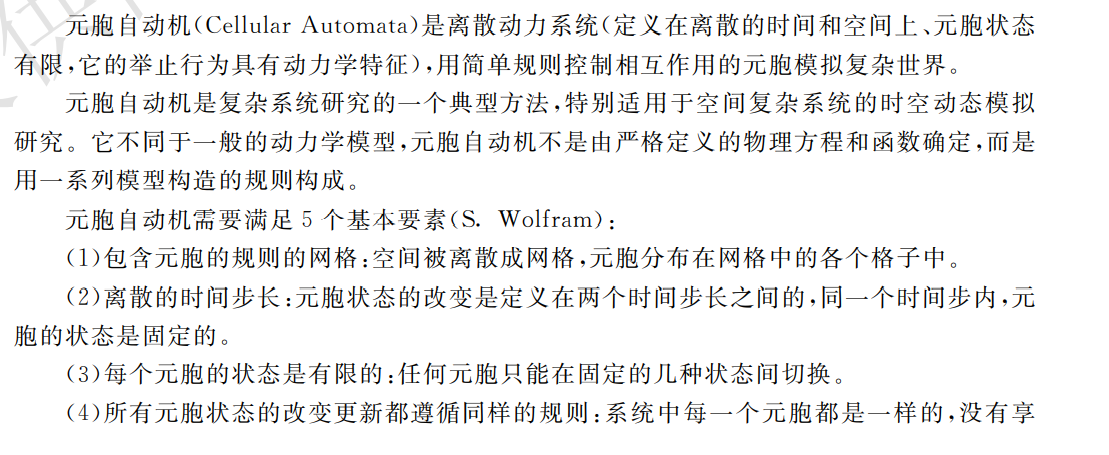 元胞自动机(Cellular Automata)是离散动力系统(定义在离散的时间和空间上、元胞状态
有限,它的举止行为具有动力学特征),用简单规则控制相互作用的元胞模拟复杂世界。
元胞自动机是复杂系统研究的一个典型方法,特别适用于空间复杂系统的时空动态模拟
研究。它不同于一般的动力学模型,元胞自动机不是由严格定义的物理方程和函数确定,而是
用一系列模型构造的规则构成。
元胞自动机需要满足 5 个基本要素(S. Wolfram):
(1)包含元胞的规则的网格:空间被离散成网格,元胞分布在网格中的各个格子中。
(2)离散的时间步长:元胞状态的改变是定义在两个时间步长之间的,同一个时间步内,元
胞的状态是固定的。
(3)每个元胞的状态是有限的:任何元胞只能在固定的几种状态间切换。
(4)所有元胞状态的改变更新都遵循同样的规则:系统中每一个元胞都是一样的,没有享